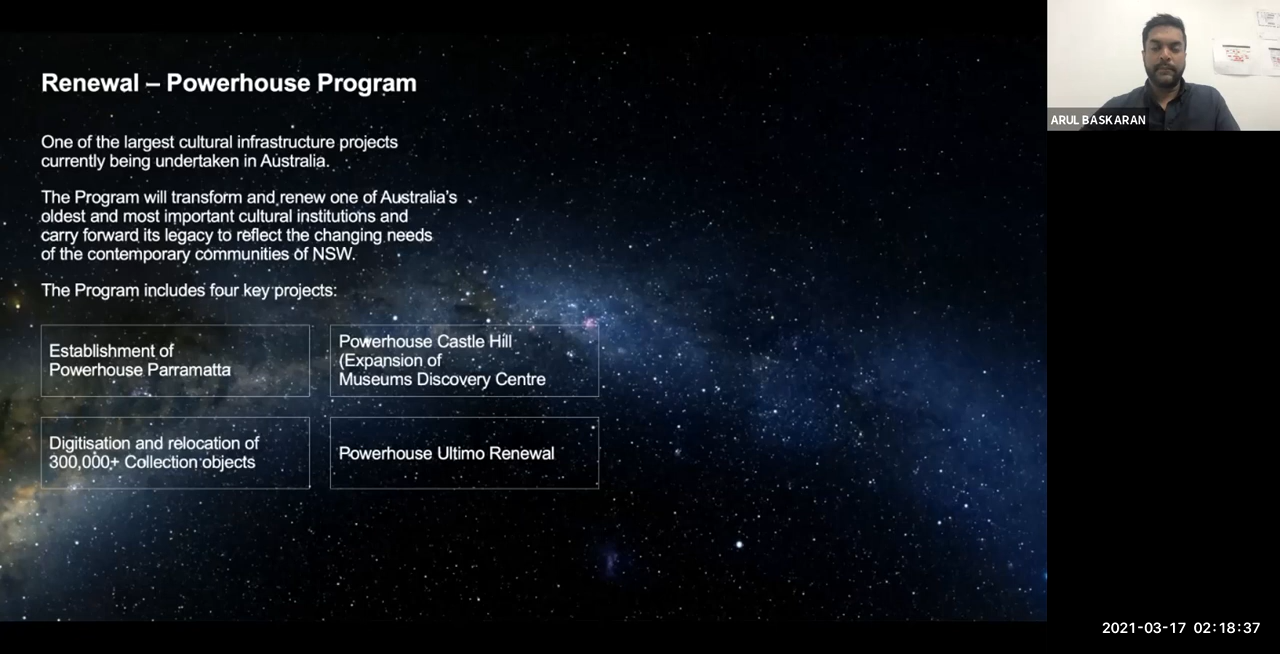 Renewal – Powerhouse Program
One of the largest cultural infrastructure projects
currently being undertaken in Australia.
The Program will transform and renew one of Australia's
oldest and most important cultural institutions and
carry forward its legacy to reflect the changing needs
of the contemporary communities of NSW.
The Program includes four key projects:
Establishment of
Powerhouse Parramatta
Powerhouse Castle Hill
(Expansion of
Museums Discovery Centre
Digitisation and relocation of
300,000+ Collection objects
Powerhouse Ultimo Renewal
ARUL BASKARAN
2021-03-17 02:18:37